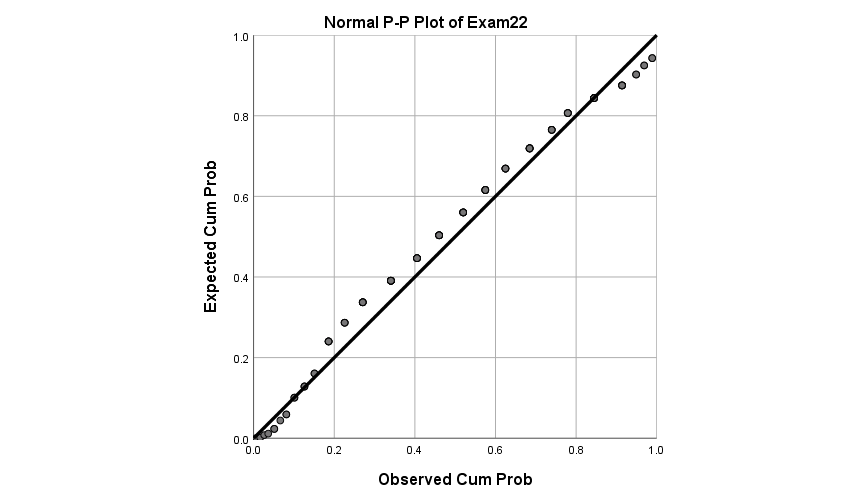 Normal P-P Plot of Exam22
1.0
0.8
0.6
0.4
0.2
0.0
Expected Cum Prob
0.0 0.2 0.4 0.6 0.8 1.0
Observed Cum Prob